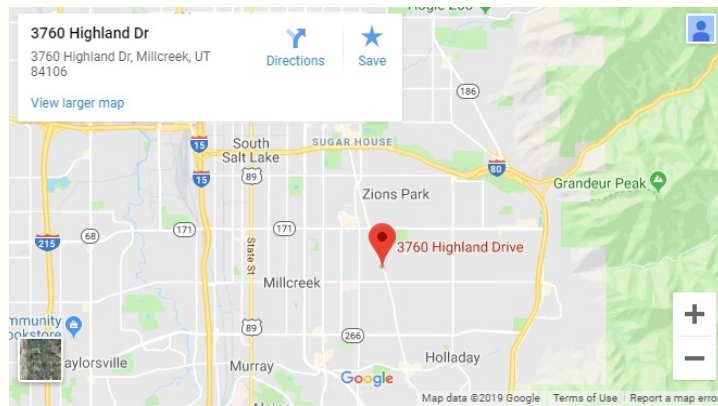 3760 Highland Dr
3760 Highland Dr, Millcreek, UT
84106
Directions
Save
View larger map
186
15
South
Salt Lake
SUGAR HOUSE
15
89
80
Grandeur Peak
Zions Park
215
68
171
171
State St
3760 Highland Drive
Millcreek
mmunity
okstore
89
266
aylorsville
Murray
Holladay
Google
Map data ©2019 Google
Terms of Use
Report a map erro